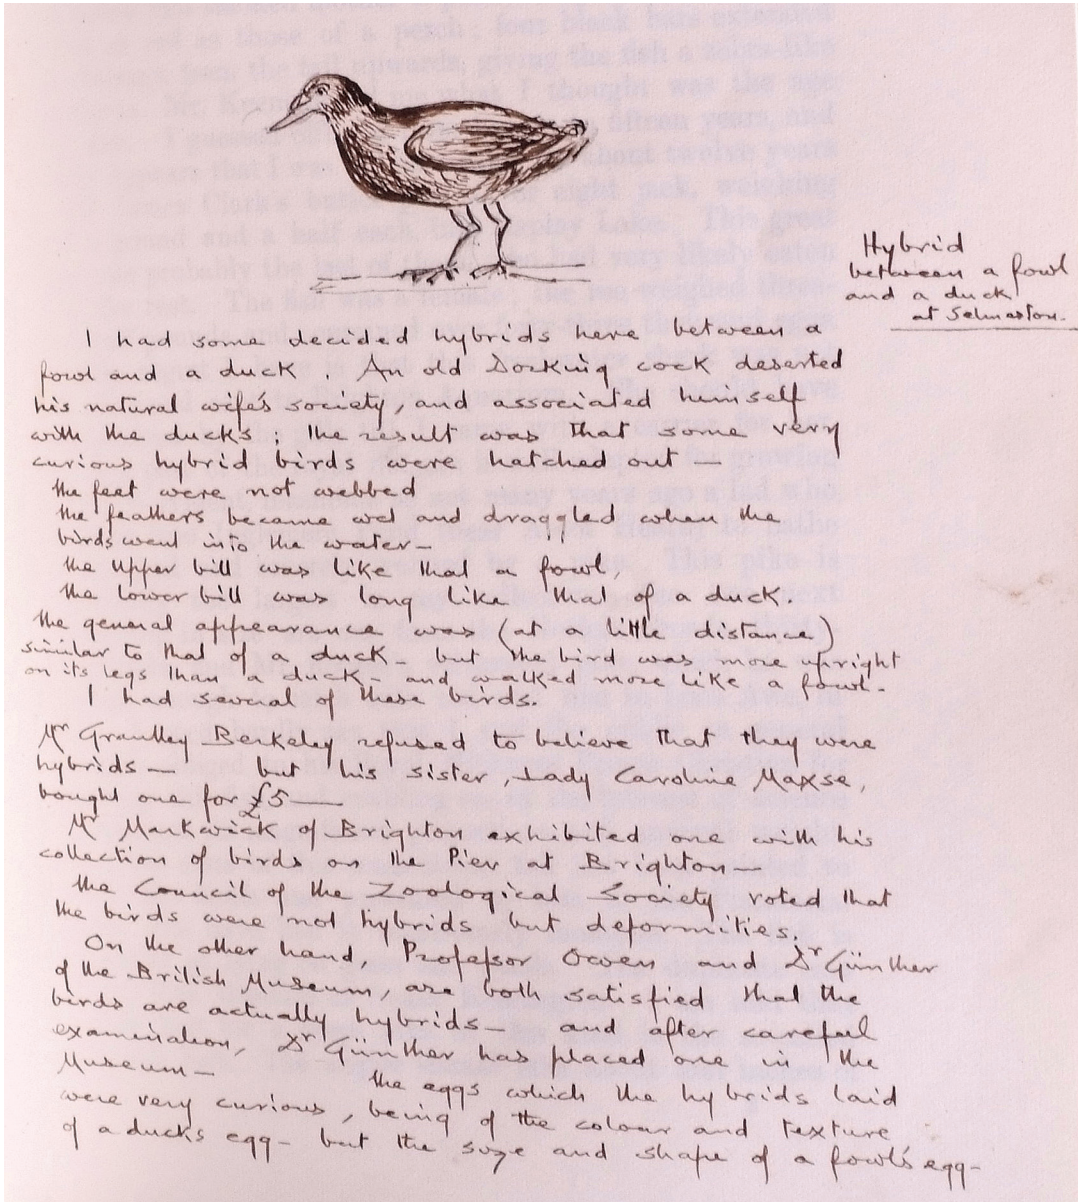 Hybrid
between a fowl
and a duck
at Selmeston.
I had some decided hybrids here between a
fowl and a duck. An old Dorking cock deserted
his natural wife's society, and associated himself
with the ducks; the result was that some very
curious hybrid birds were hatched out —
the feet were not webbed
the feathers became wet and draggled when the
birds went into the water —
the upper bill was like that a fowl,
the lower bill was long like that of a duck.
the general appearance was (at a little distance)
similar to that of a duck — but the bird was more upright
on its legs than a duck — and walked more like a fowl.
I had several of these birds.
Mr Grantley Berkeley refused to believe that they were
hybrids — but his sister, Lady Caroline Maxse,
bought one for £5
Mr Markwick of Brighton exhibited one with his
collection of birds on the Pier at Brighton —
the Council of the Zoological Society voted that
the birds were not hybrids but deformities.
On the other hand, Professor Owen and Dr Günther
of the British Museum, are both satisfied that the
birds are actually hybrids — and after careful
examination, Dr Günther has placed one in the
Museum — the eggs which the hybrids laid
were very curious, being of the colour and texture
of a ducks egg — but the size and shape of a fowl's egg —